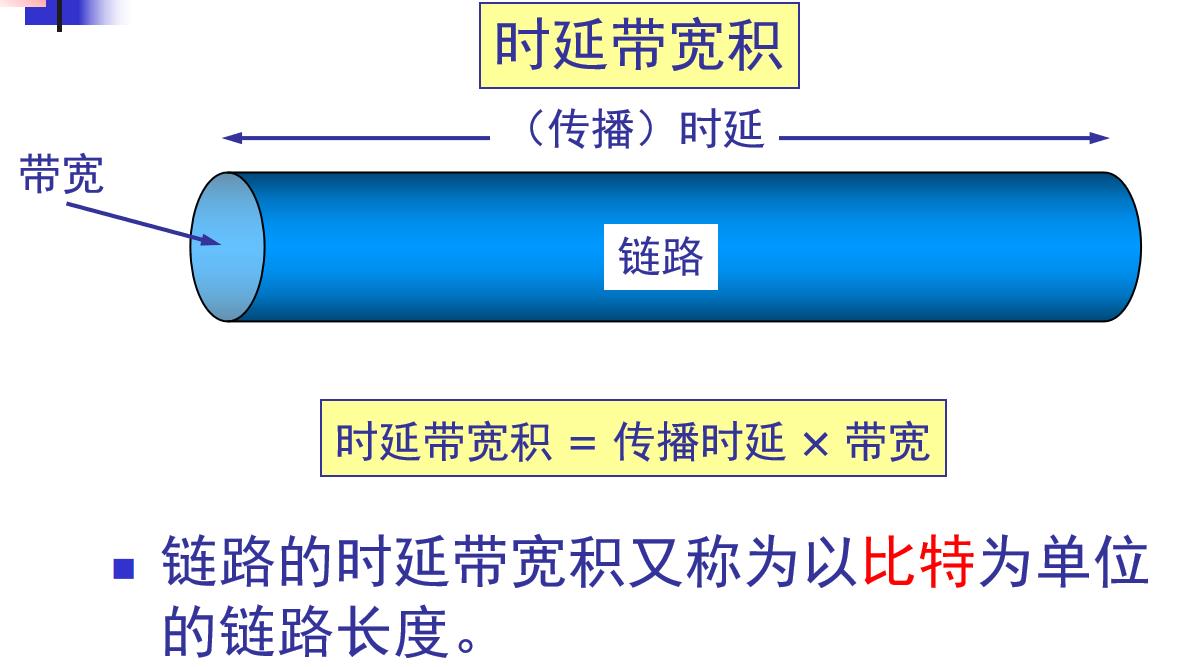 时延带宽积
（传播）时延
带宽
链路
时延带宽积 = 传播时延 × 带宽
链路的时延带宽积又称为以比特为单位
的链路长度。